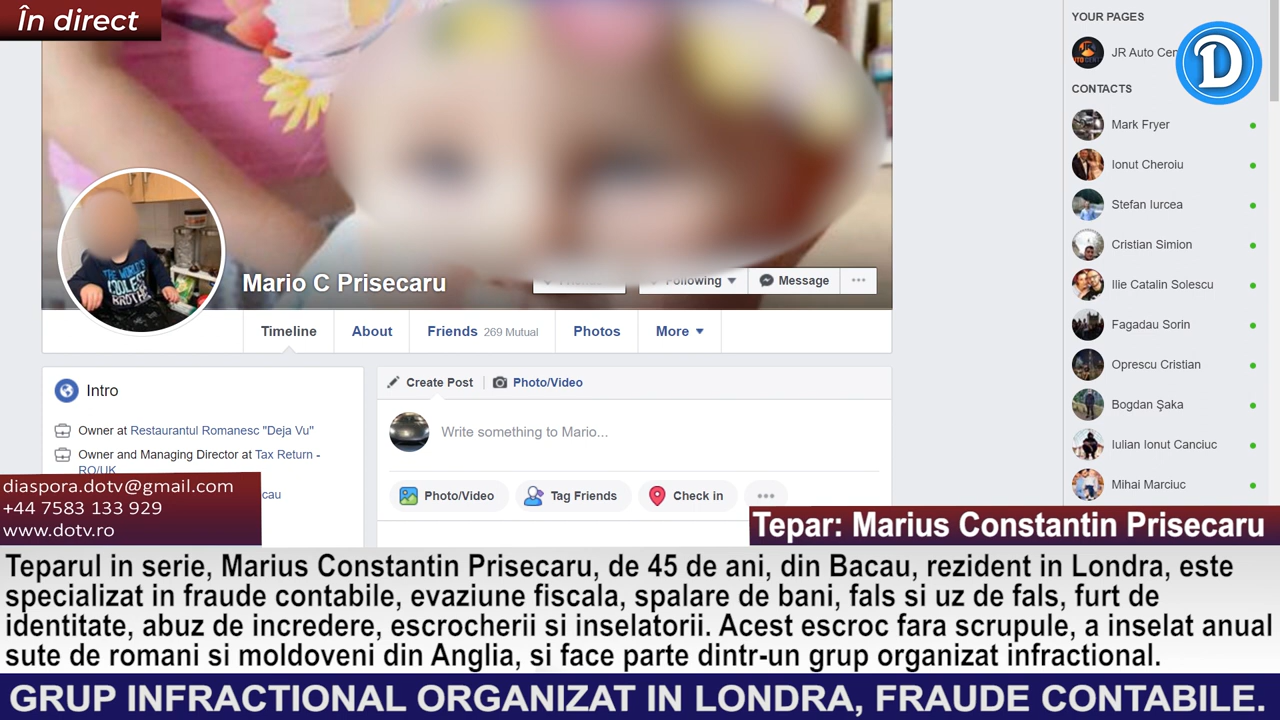 În direct
YOUR PAGES
JR Auto Cen
D
CONTACTS
Mark Fryer
Ionut Cheroiu
Stefan Iurcea
Cristian Simion
Ilie Catalin Solescu
Fagadau Sorin
Oprescu Cristian
Bogdan Şaka
Iulian Ionut Canciuc
Mihai Marciuc
THE WORLD'S
COOLEST
BROTHER
Mario C Prisecaru
Following
Message
Timeline
About
Friends 269 Mutual
Photos
More
Intro
Owner at Restaurantul Romanesc "Deja Vu"
Owner and Managing Director at Tax Return -
RO/UK
cau
Create Post
Photo/Video
Write something to Mario...
Photo/Video
Tag Friends
Check in
diaspora.dotv@gmail.com
+44 7583 133 929
www.dotv.ro
Tepar: Marius Constantin Prisecaru
Teparul in serie, Marius Constantin Prisecaru, de 45 de ani, din Bacau, rezident in Londra, este
specializat in fraude contabile, evaziune fiscala, spalare de bani, fals si uz de fals, furt de
identitate, abuz de incredere, escrocherii si inselatorii. Acest escroc fara scrupule, a inselat anual
sute de romani si moldoveni din Anglia, si face parte dintr-un grup organizat infractional.
GRUP INFRACTIONAL ORGANIZAT IN LONDRA, FRAUDE CONTABILE.